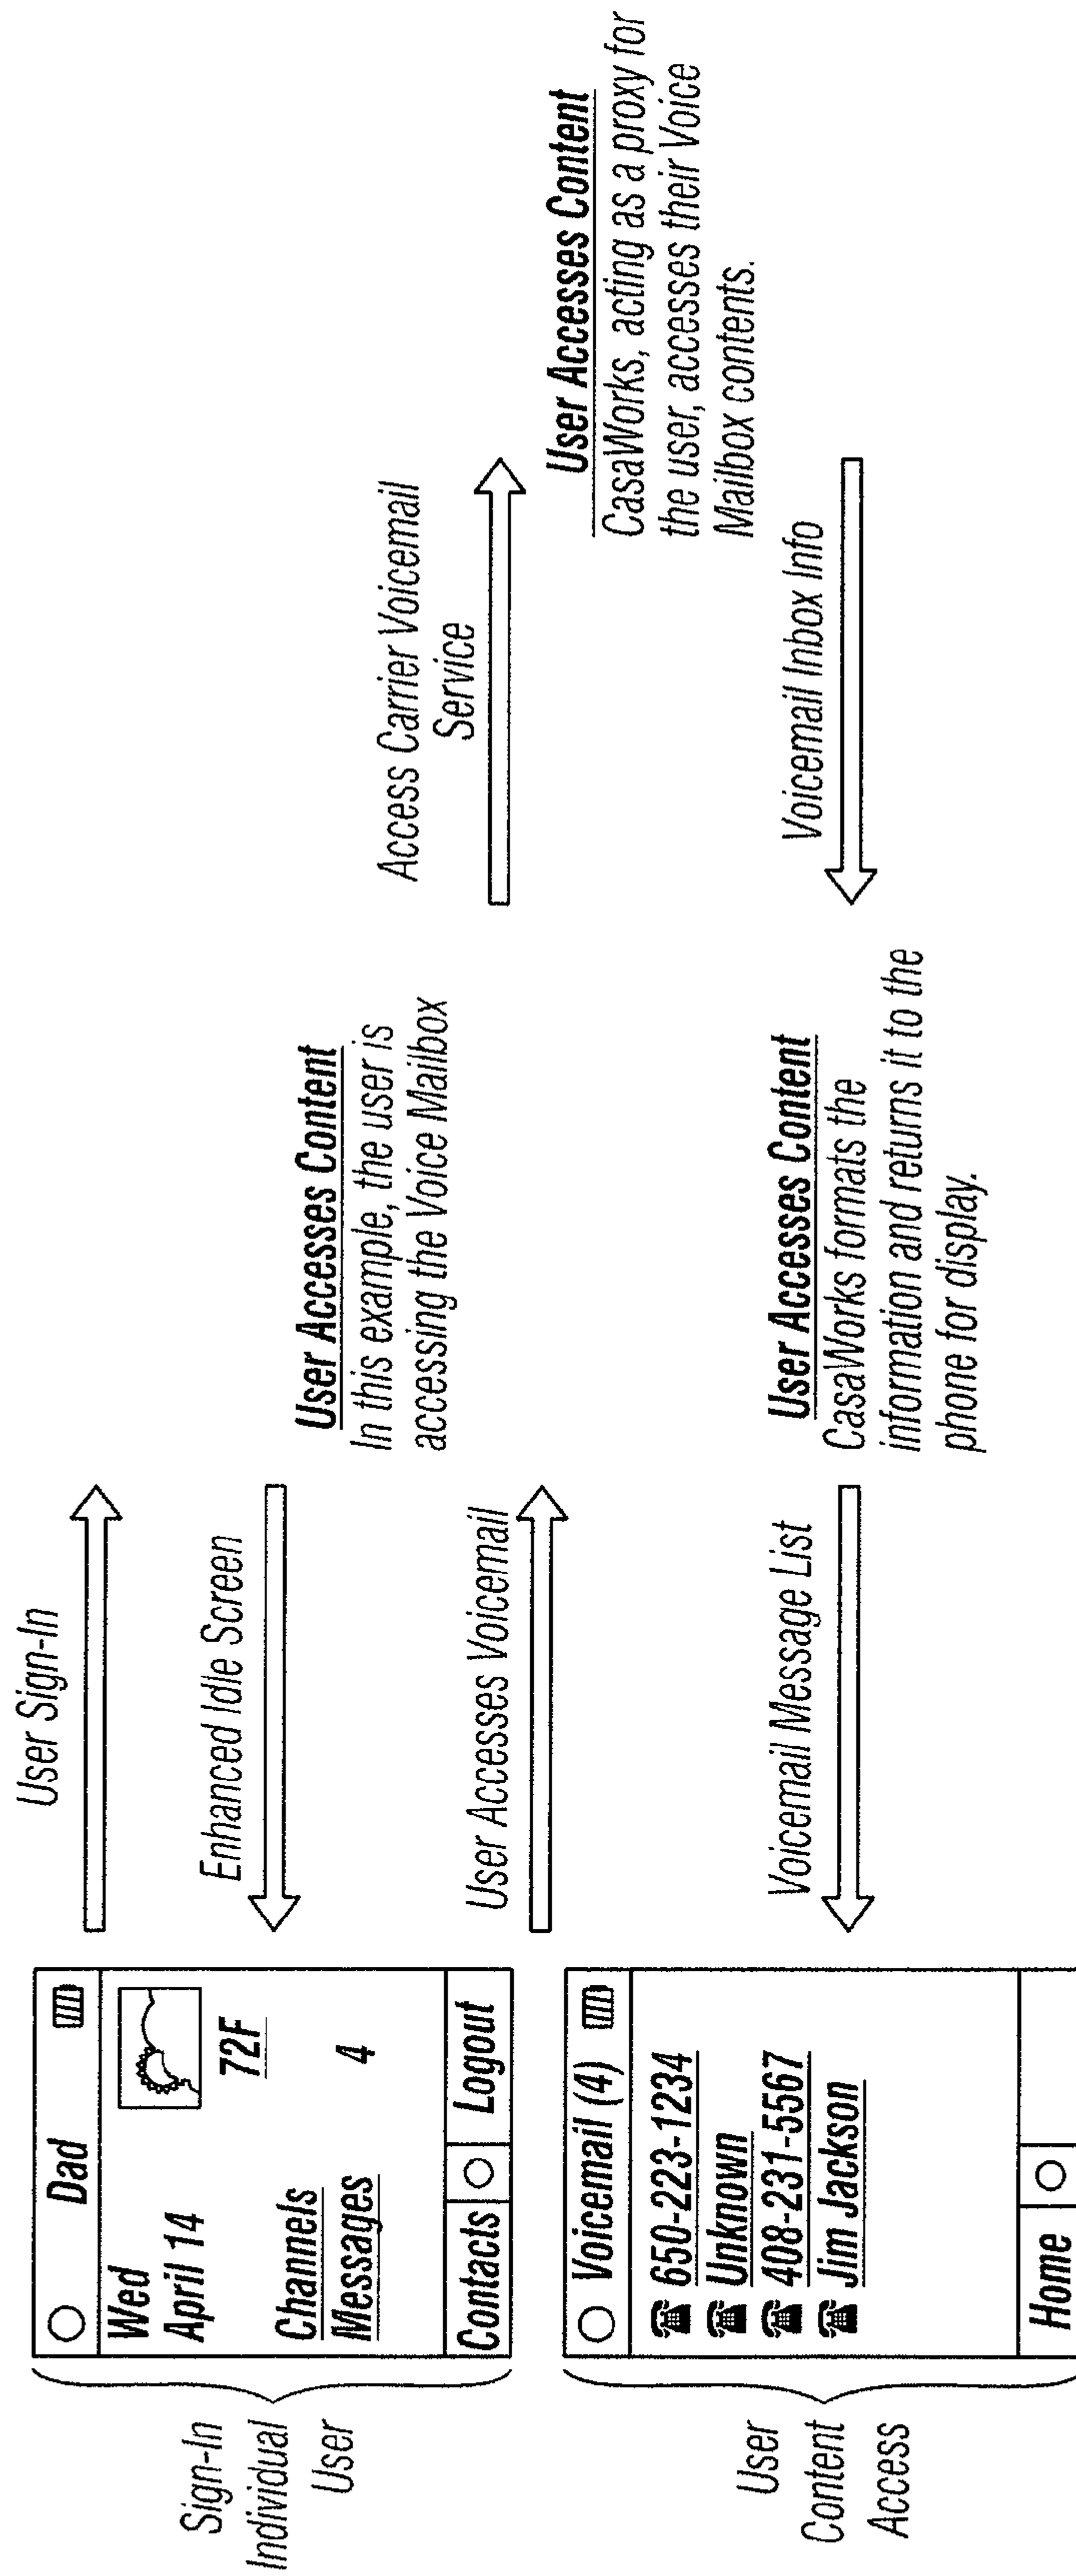 Sign-In
Individual
User
Dad
Wed
April 14
72F
Channels
Messages 4
Contacts
Logout
User Sign-In
Enhanced Idle Screen
User Accesses Content
In this example, the user is
accessing the Voice Mailbox
User Accesses Voicemail
Access Carrier Voicemail
Service
User Accesses Content
CasaWorks, acting as a proxy for
the user, accesses their Voice
Mailbox contents.
Voicemail Inbox Info
User Accesses Content
CasaWorks formats the
information and returns it to the
phone for display.
Voicemail Message List
User
Content
Access
Voicemail (4)
650-223-1234
Unknown
408-231-5567
Jim Jackson
Home